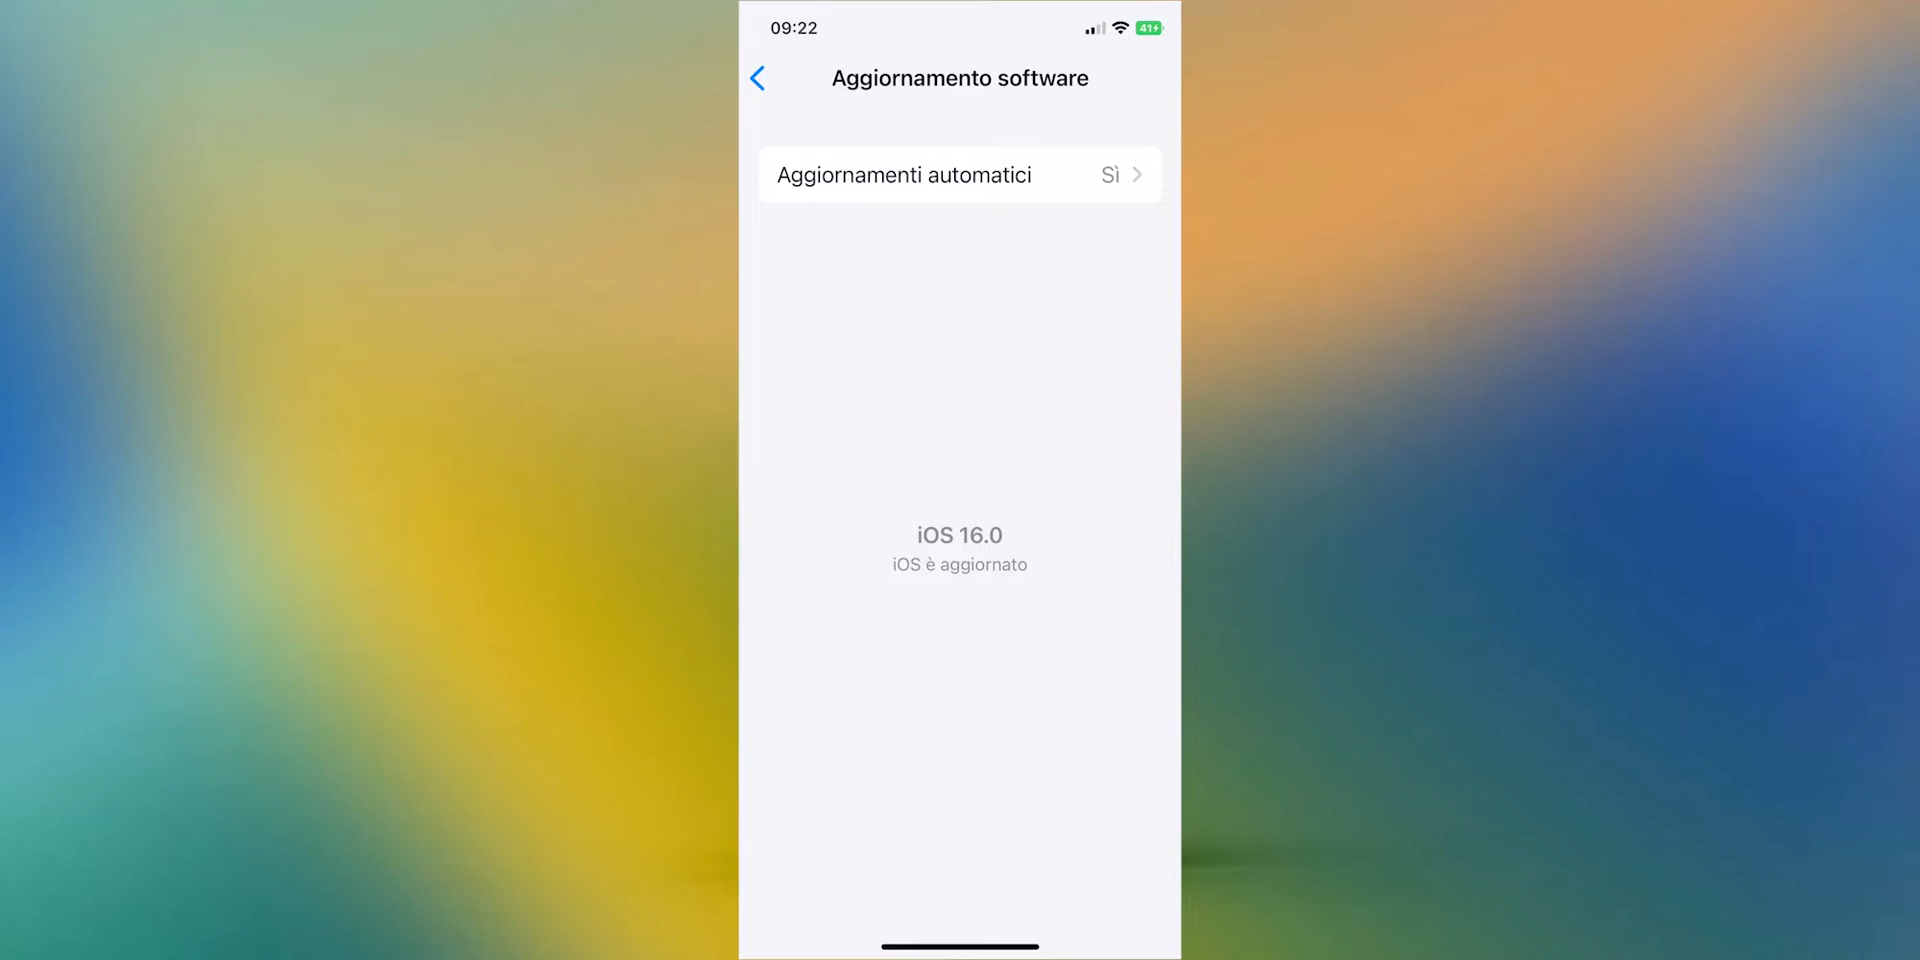 09:22
41
Aggiornamento software
Aggiornamenti automatici Sì
iOS 16.0
iOS è aggiornato